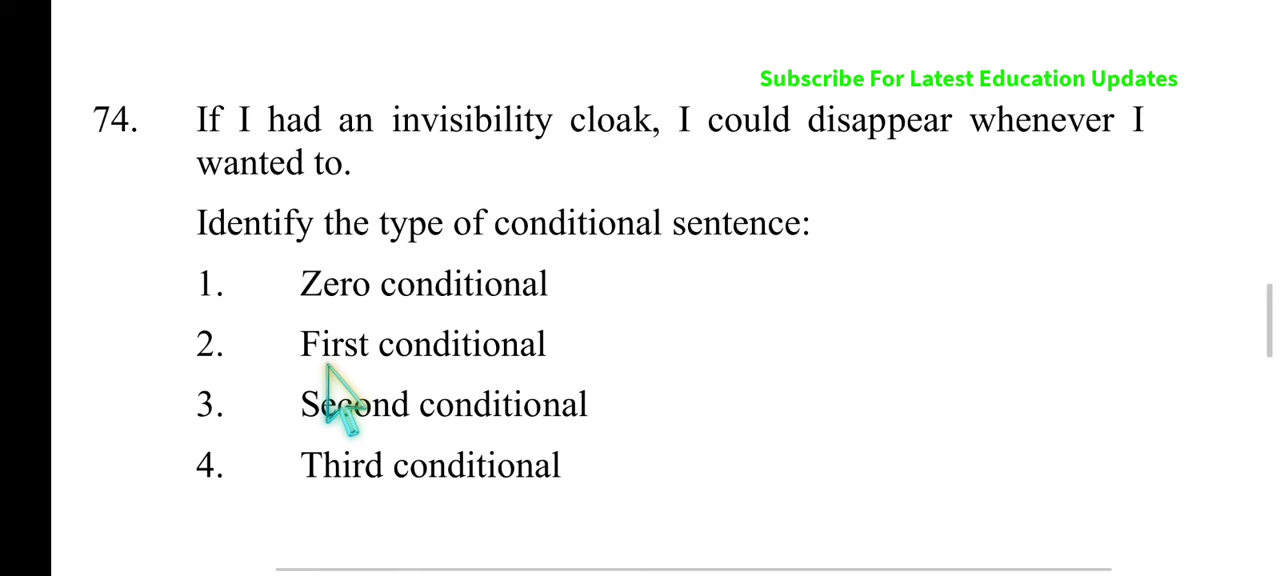 Subscribe For Latest Education Updates
74. If I had an invisibility cloak, I could disappear whenever I
wanted to.
Identify the type of conditional sentence:
1. Zero conditional
2. First conditional
3. Second conditional
4. Third conditional